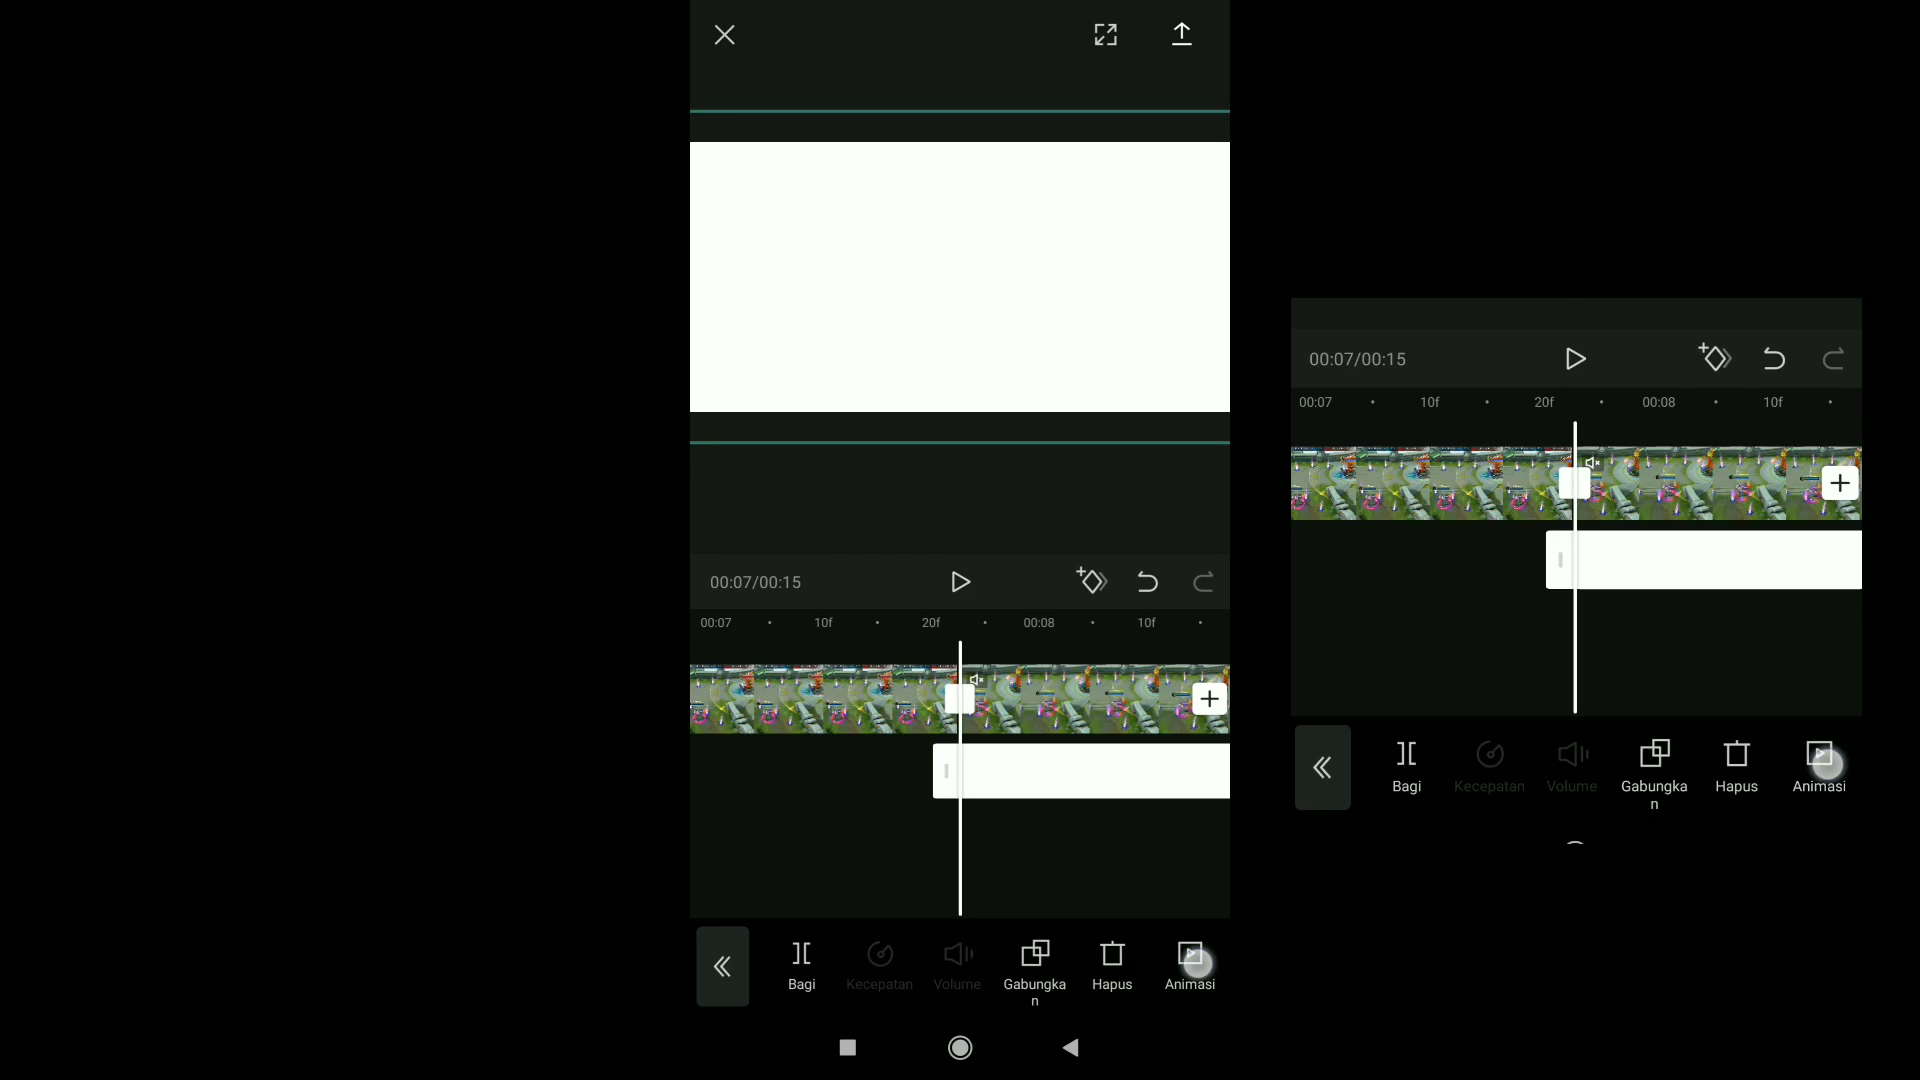 00:07/00:15
00:07 10f 20f 00:08 10f
Bagi Kecepatan Volume Gabungka
n Hapus Animasi
00:07/00:15
00:07 10f 20f 00:08 10f
Bagi Kecepatan Volume Gabungka
n Hapus Animasi